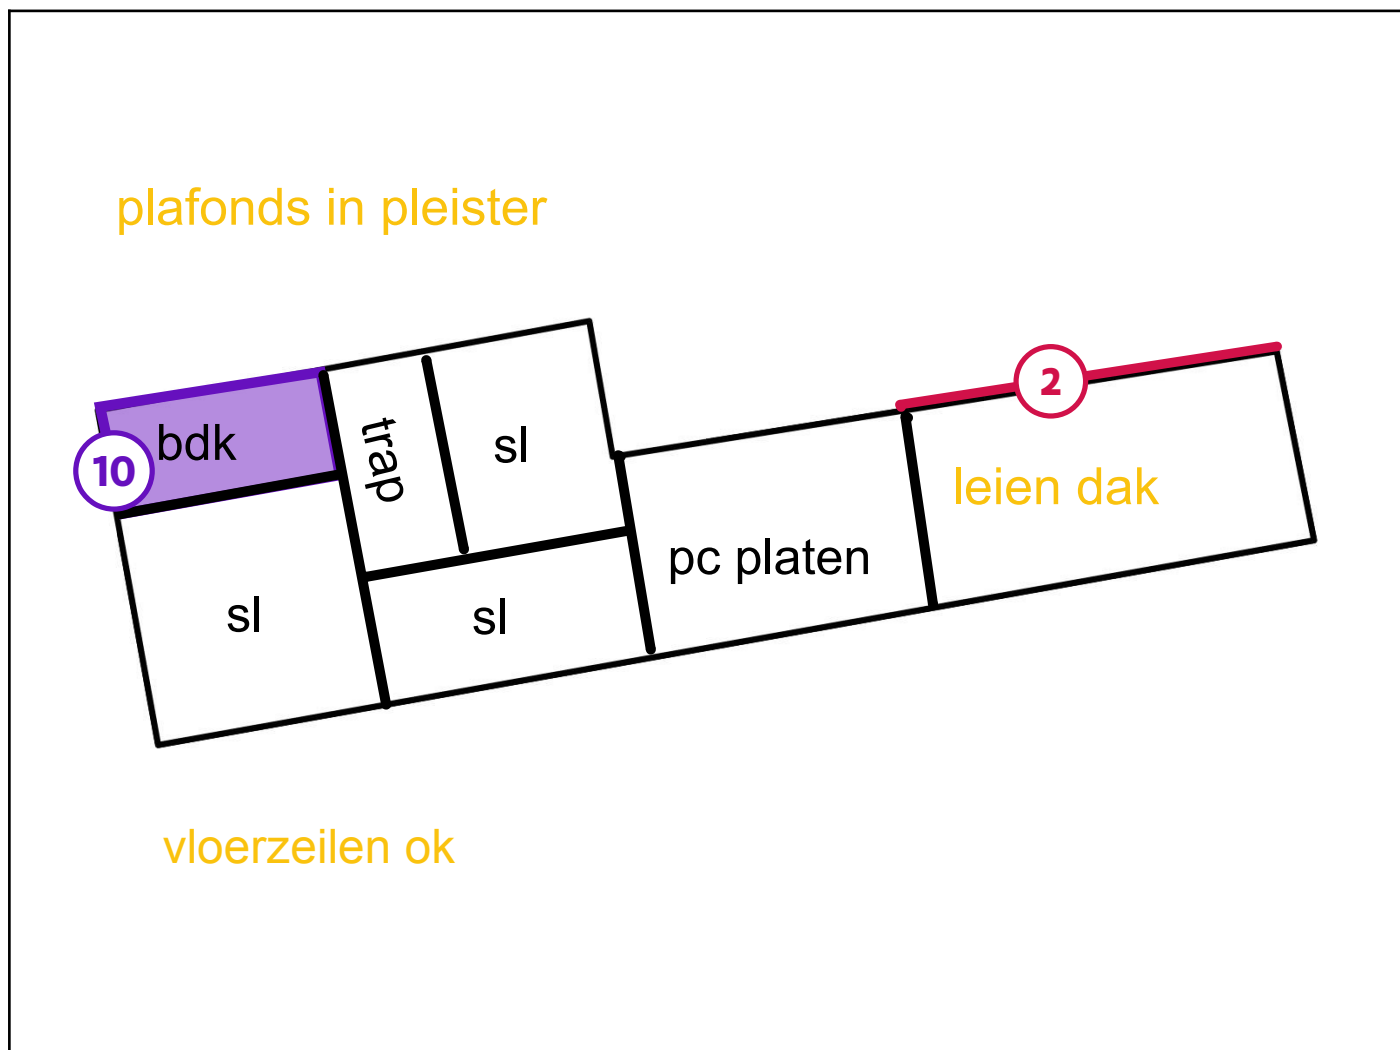 plafonds in pleister
2
bdk
trap
sl
10
leien dak
pc platen
sl
sl
vloerzeilen ok